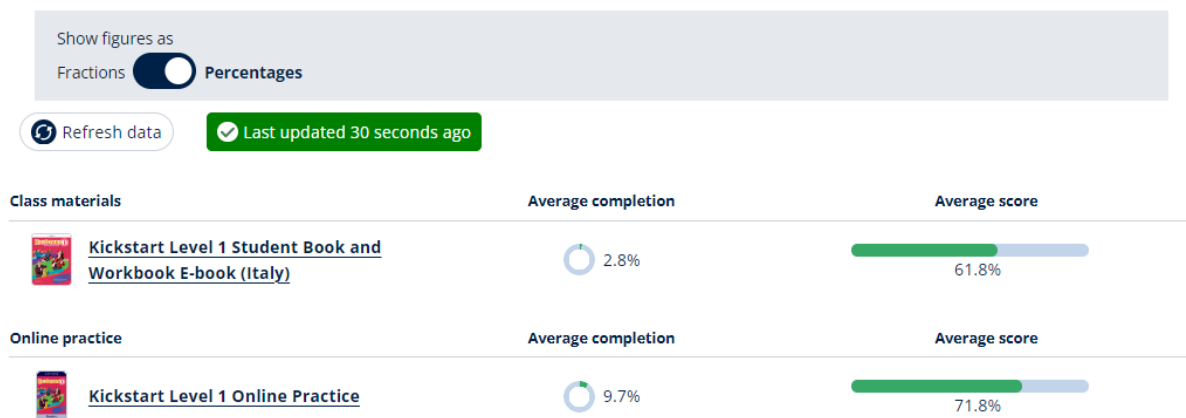 Show figures as
Fractions Percentages
Refresh data Last updated 30 seconds ago
Class materials Average completion Average score
Kickstart Level 1 Student Book and
Workbook E-book (Italy)
2.8%
61.8%
Online practice Average completion Average score
Kickstart Level 1 Online Practice 9.7%
71.8%